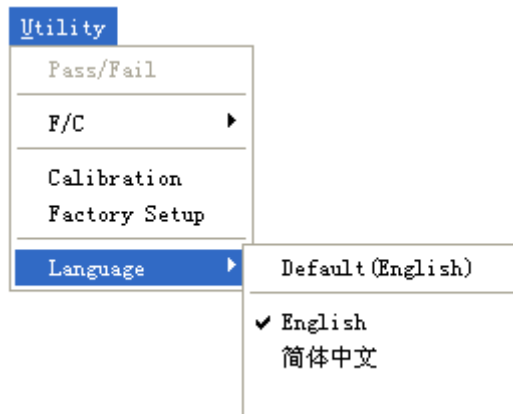 Utility
Pass/Fail
F/C
Calibration
Factory Setup
Language
Default(English)
English
简体中文